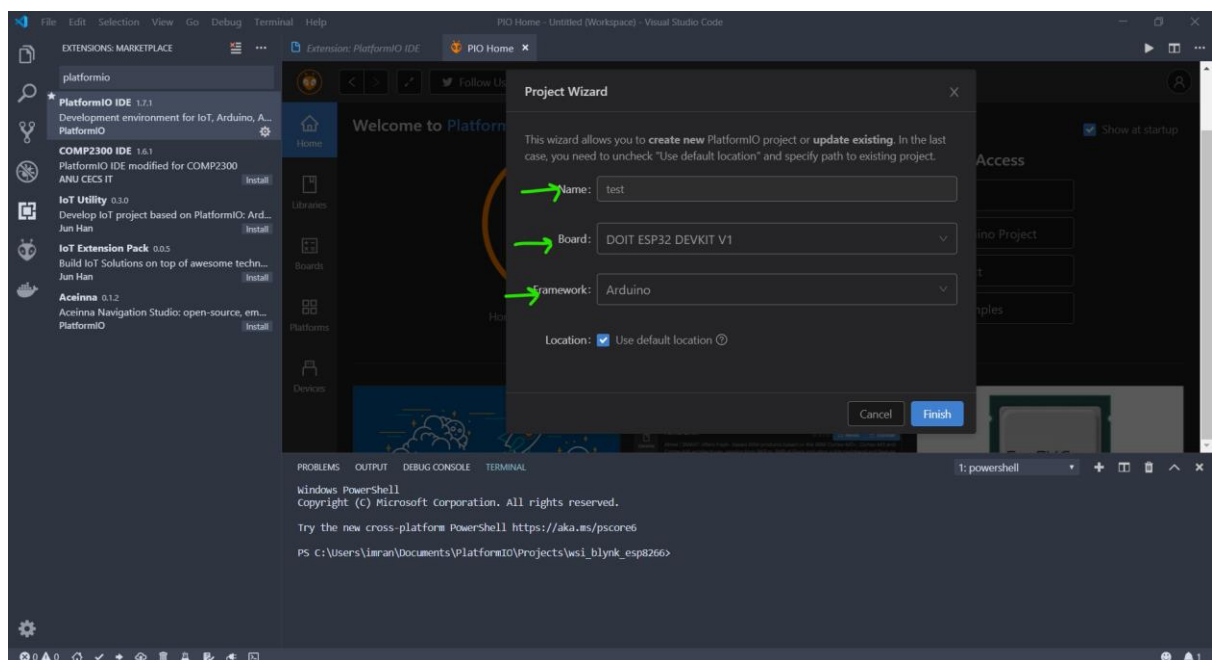 File Edit Selection View Go Debug Terminal Help
PIO Home - Untitled (Workspace) - Visual Studio Code
EXTENSIONS: MARKETPLACE
Extension: PlatformIO IDE
PIO Home
platformio
PlatformIO IDE 1.7.1
Development environment for IoT, Arduino, A...
PlatformIO
COMP2300 IDE 1.6.1
PlatformIO IDE modified for COMP2300
ANU CECS IT Install
IoT Utility 0.3.0
Develop IoT project based on PlatformIO: Ard...
Jun Han Install
IoT Extension Pack 0.0.5
Build IoT Solutions on top of awesome techn...
Jun Han Install
Aceinna 0.1.2
Aceinna Navigation Studio: open-source, em...
PlatformIO Install
Follow Us
Home
Libraries
Boards
Platforms
Devices
Welcome to Platform
Show at startup
Access
ino Project
Project Wizard
This wizard allows you to create new PlatformIO project or update existing. In the last
case, you need to uncheck "Use default location" and specify path to existing project.
Name: test
Board: DOIT ESP32 DEVKIT V1
Framework: Arduino
Location: Use default location
Cancel Finish
PROBLEMS OUTPUT DEBUG CONSOLE TERMINAL
1: powershell
Windows PowerShell
Copyright (C) Microsoft Corporation. All rights reserved.
Try the new cross-platform PowerShell https://aka.ms/pscore6
PS C:\Users\imran\Documents\PlatformIO\Projects\wsi_blynk_esp8266>
0 0
1